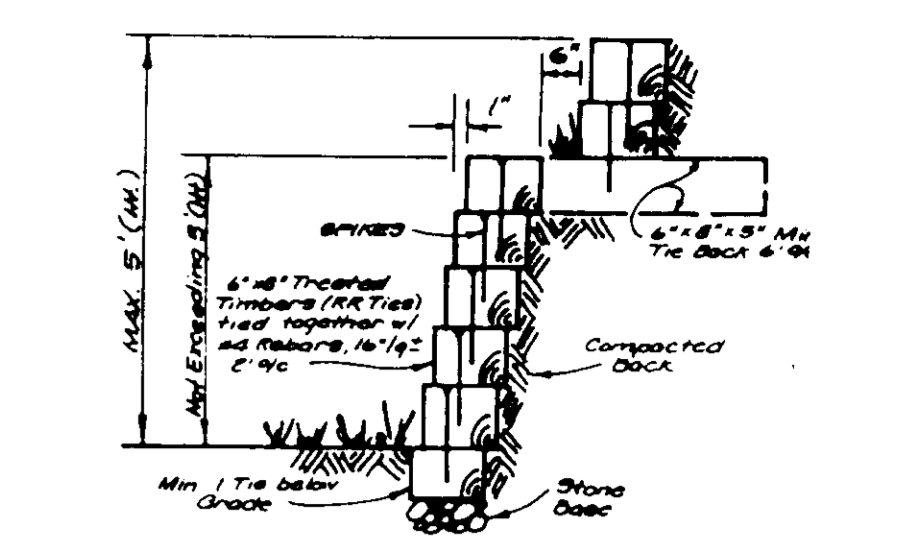 6"
1"
MAX. 5' (Ht.)
Not Exceeding 3' (Ht)
SPIKES
6"x8" Treated
Timbers (RR Ties)
tied together w/
#4 Rebars, 16"/g±
2' o/c
6"x8"x5"
Tie Back 6'
Compacted
Back
Min 1 Tie below
Grade
Stone
Base